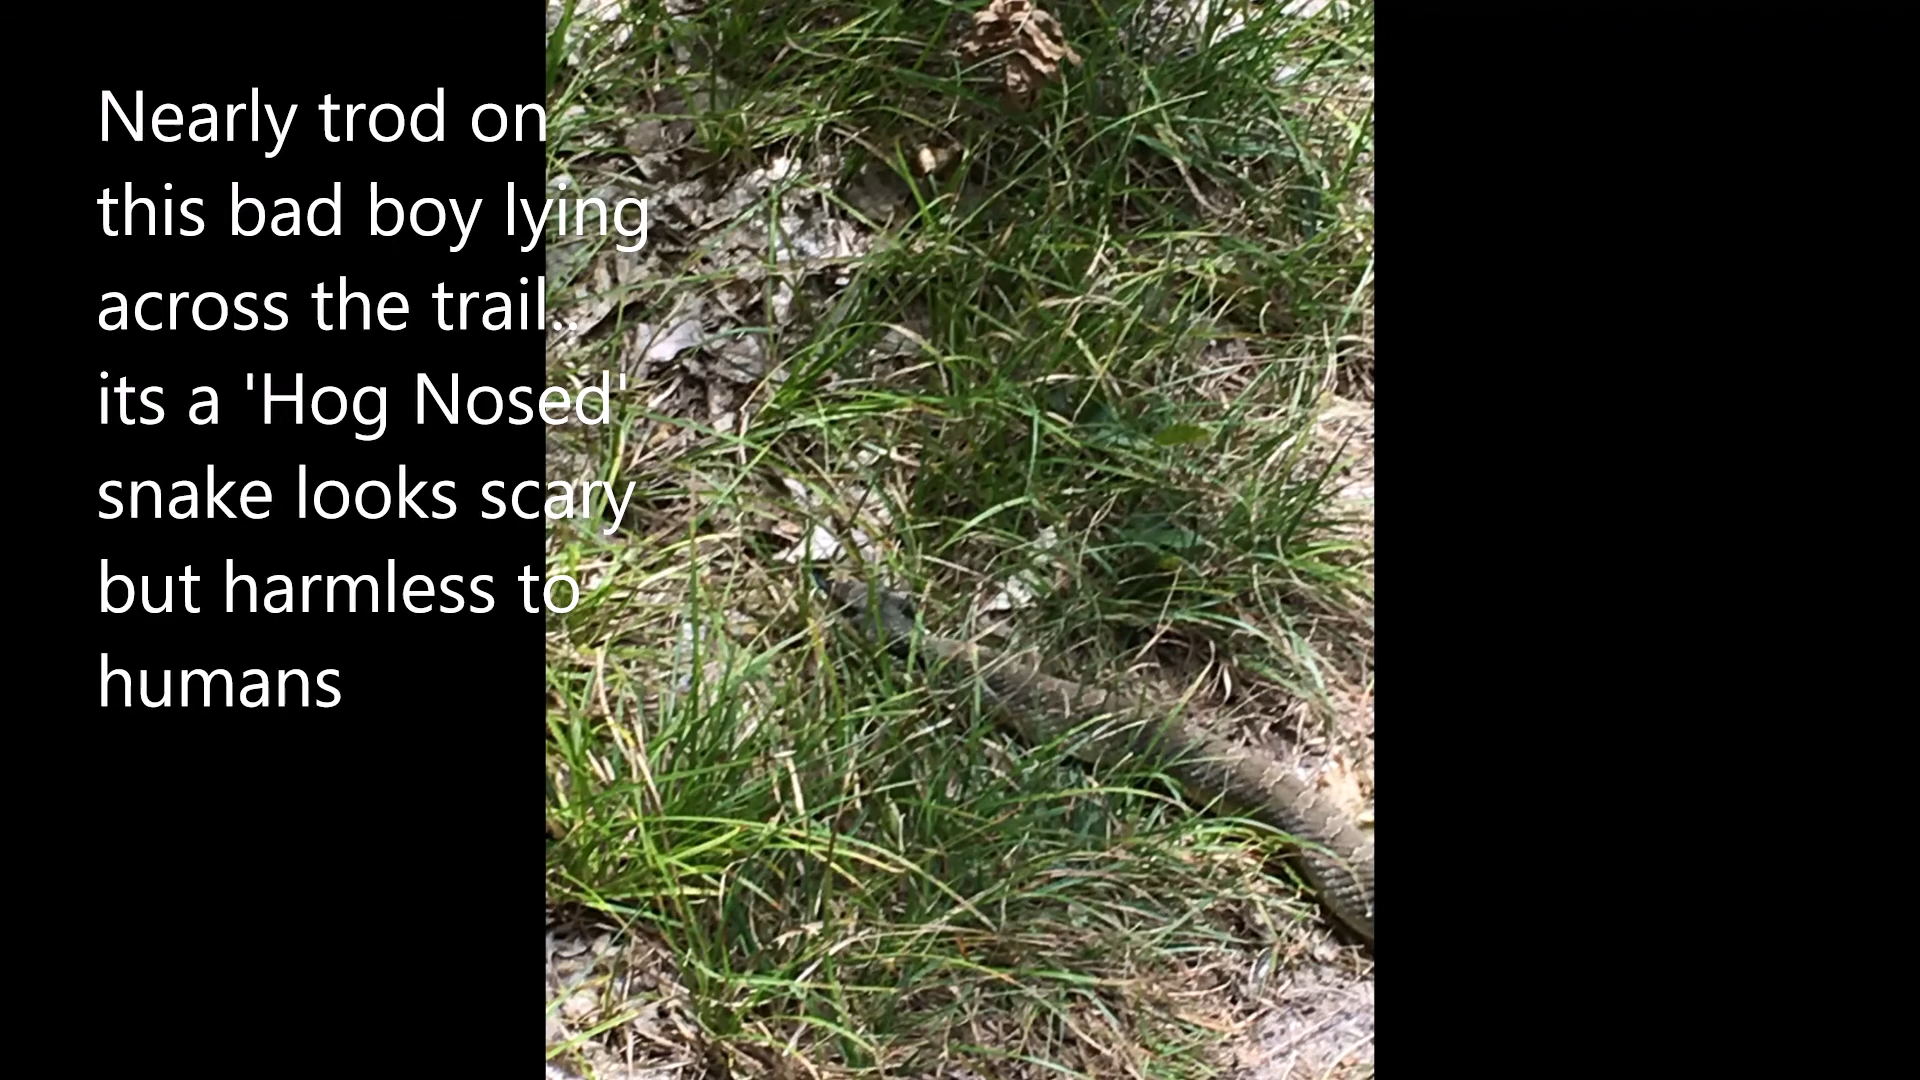 Nearly trod on
this bad boy lying
across the trail..
its a 'Hog Nosed'
snake looks scary
but harmless to
humans